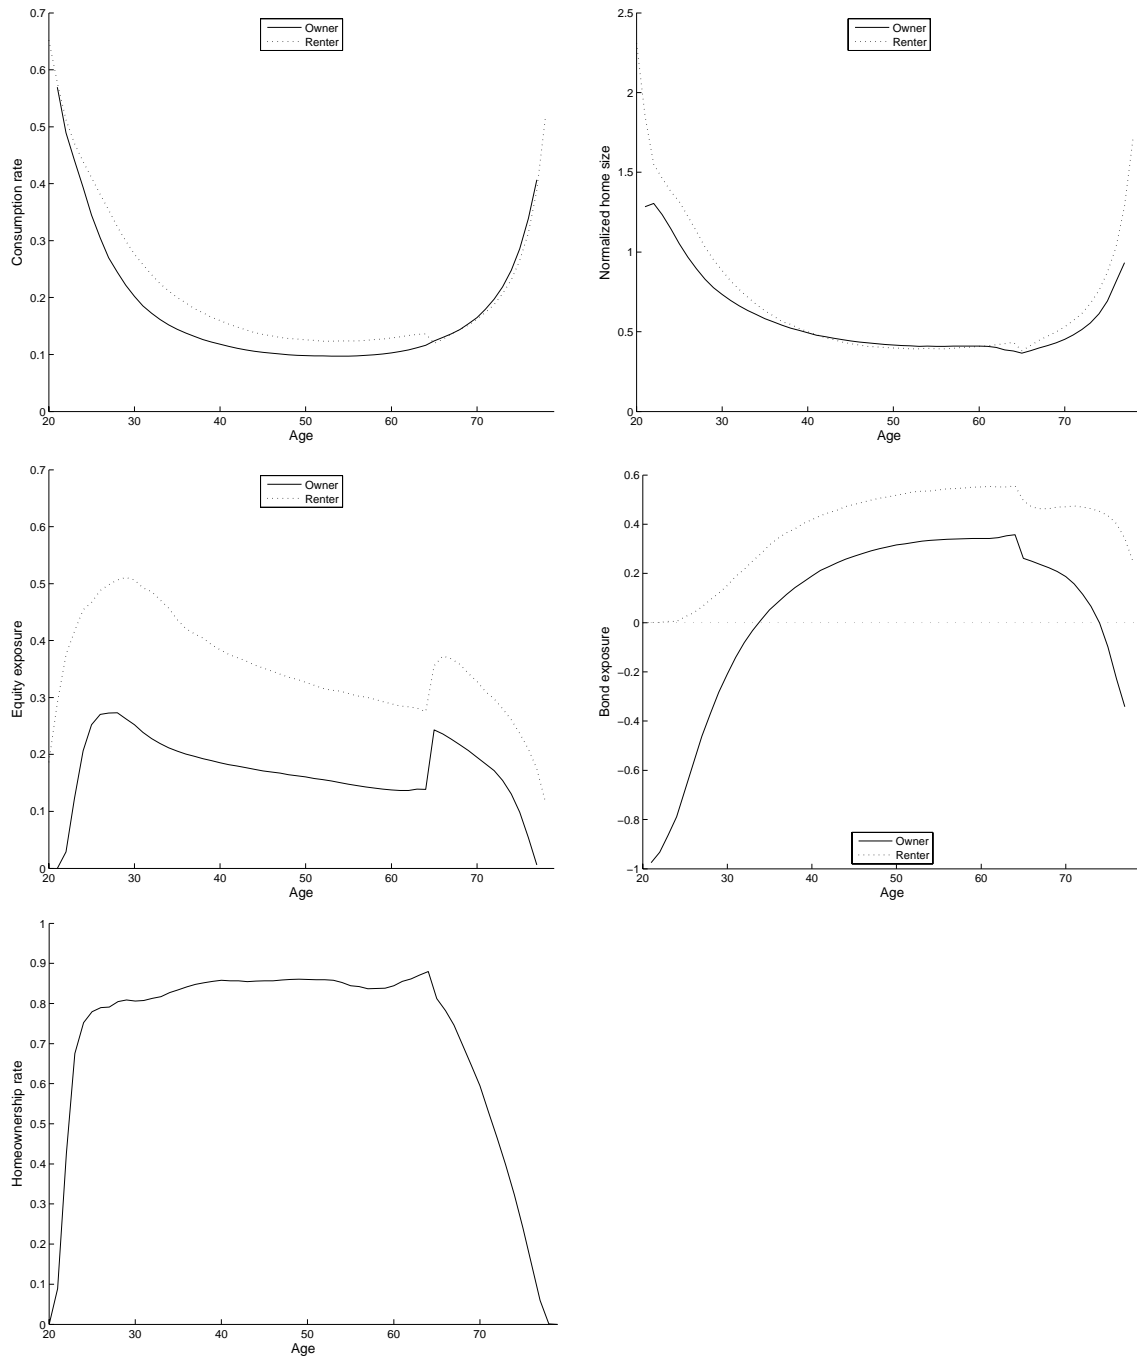 0.7
0.6
0.5
0.4
0.3
0.2
0.1
0
Consumption rate
20 30 40 50 60 70
Age
Owner
Renter
2.5
2
1.5
1
0.5
0
Normalized home size
20 30 40 50 60 70
Age
Owner
Renter
0.7
0.6
0.5
0.4
0.3
0.2
0.1
0
Equity exposure
20 30 40 50 60 70
Age
Owner
Renter
0.6
0.4
0.2
0
−0.2
−0.4
−0.6
−0.8
−1
Bond exposure
20 30 40 50 60 70
Age
Owner
Renter
1
0.9
0.8
0.7
0.6
0.5
0.4
0.3
0.2
0.1
0
Homeownership rate
20 30 40 50 60 70
Age